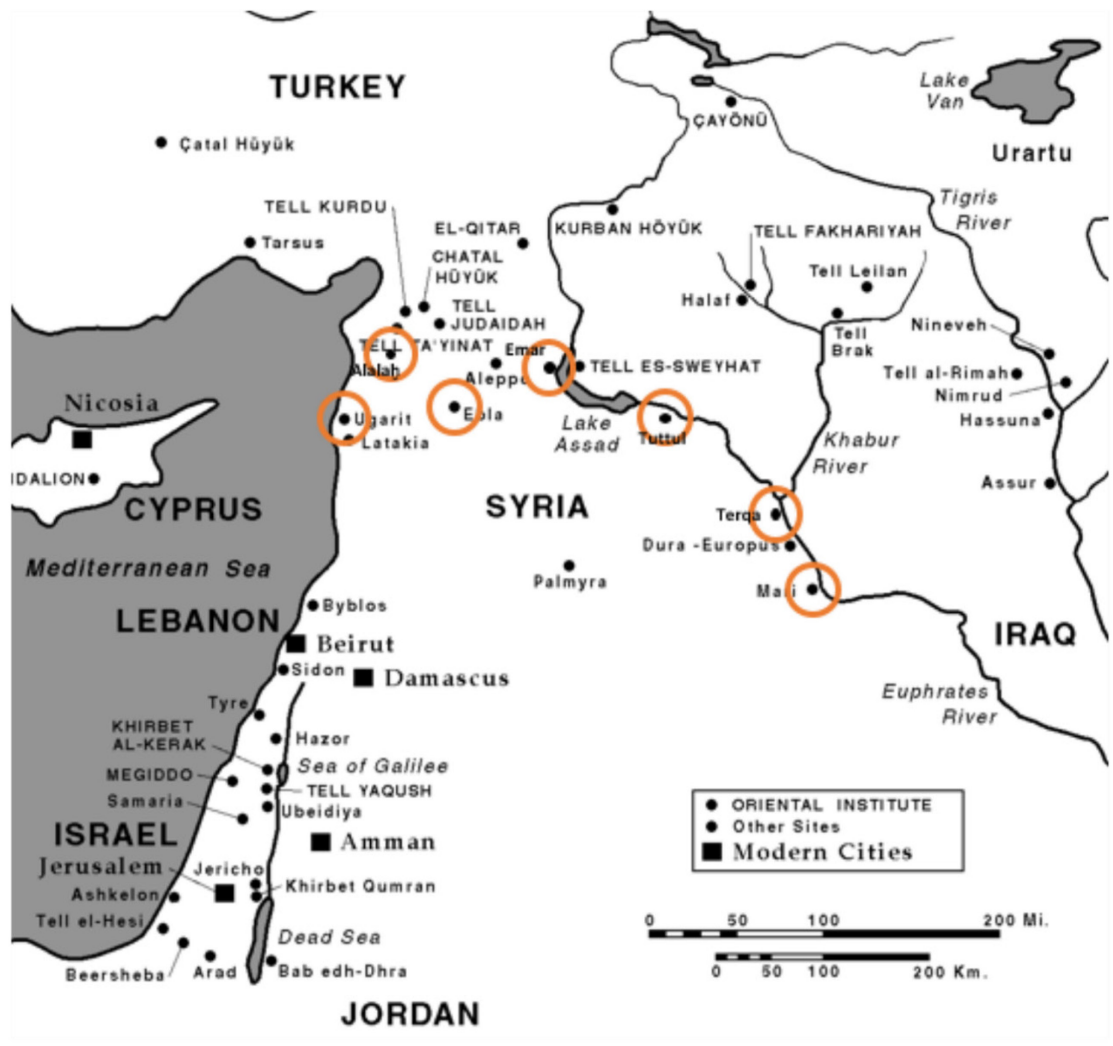 TURKEY
Lake
Van
ÇAYÖNÜ
Çatal Hüyük
Urartu
Tigris
River
TELL KURDU
EL-QITAR
KURBAN HÖYÜK
TELL FAKHARIYAH
Tarsus
CHATAL
HÜYÜK
Tell Leilan
Halaf
TELL
JUDAIDAH
Nineveh
TELL TA'YINAT
Emar
Tell
Brak
Alalah
Aleppo
TELL ES-SWEYHAT
Tell al-Rimah
Nimrud
Nicosia
Ugarit
Ebla
Lake
Assad
Tuttul
Hassuna
Latakia
Khabur
River
IDALION
Assur
CYPRUS
SYRIA
Terqa
Dura -Europus
Mediterranean Sea
Palmyra
Mari
Byblos
LEBANON
IRAQ
Beirut
Sidon
Damascus
Euphrates
River
Tyre
KHIRBET
AL-KERAK
Hazor
Sea of Galilee
MEGIDDO
TELL YAQUSH
Samaria
Ubeidiya
ISRAEL
Amman
ORIENTAL INSTITUTE
Other Sites
Modern Cities
Jerusalem
Jericho
Khirbet Qumran
Ashkelon
Tell el-Hesi
Dead Sea
Beersheba
Arad
Bab edh-Dhra
JORDAN
0 50 100 200 Mi.
0 50 100 200 Km.